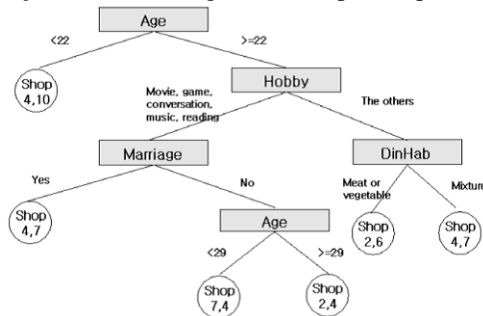 Age
<22
>=22
Shop
4,10
Hobby
Movie, game,
conversation,
music, reading
The others
Marriage
DinHab
Yes
No
Meat or
vegetable
Mixture
Shop
4,7
Age
Shop
2,6
Shop
4,7
<29
>=29
Shop
7,4
Shop
2,4